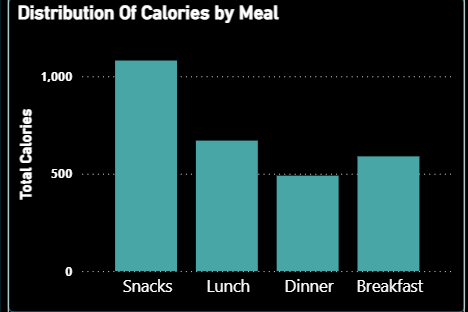 Distribution Of Calories by Meal
Total Calories
1,000
500
0
Snacks Lunch Dinner Breakfast